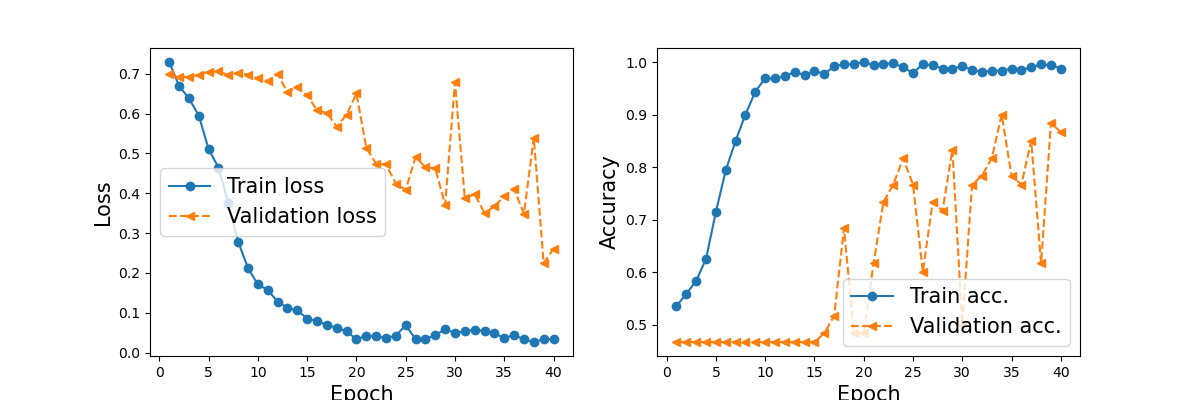 0.7
0.6
0.5
0.4
0.3
0.2
0.1
0.0
Loss
Train loss
Validation loss
0 5 10 15 20 25 30 35 40
Epoch
1.0
0.9
0.8
0.7
0.6
0.5
Accuracy
Train acc.
Validation acc.
0 5 10 15 20 25 30 35 40
Epoch